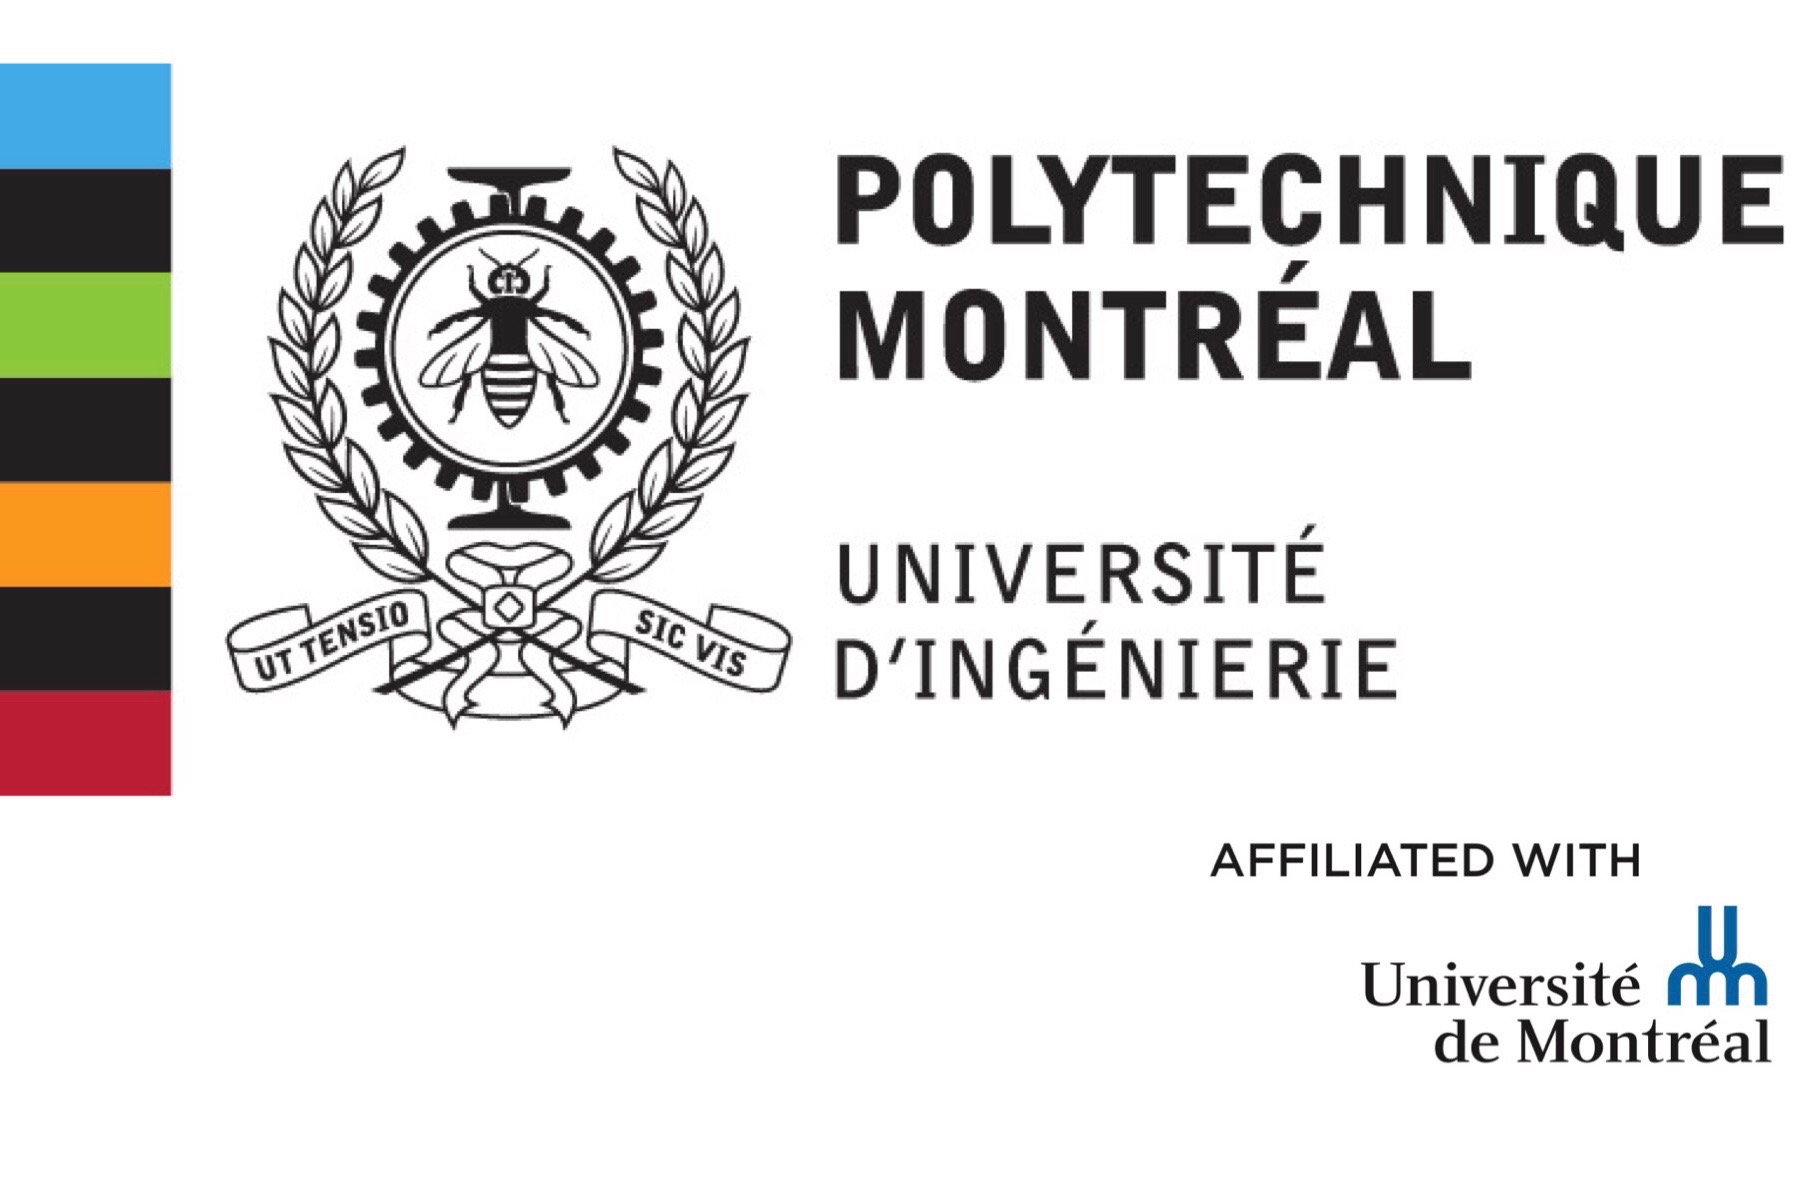 UT TENSIO SIC VIS
POLYTECHNIQUE
MONTRÉAL
UNIVERSITÉ
D'INGÉNIERIE
AFFILIATED WITH
Université
de Montréal